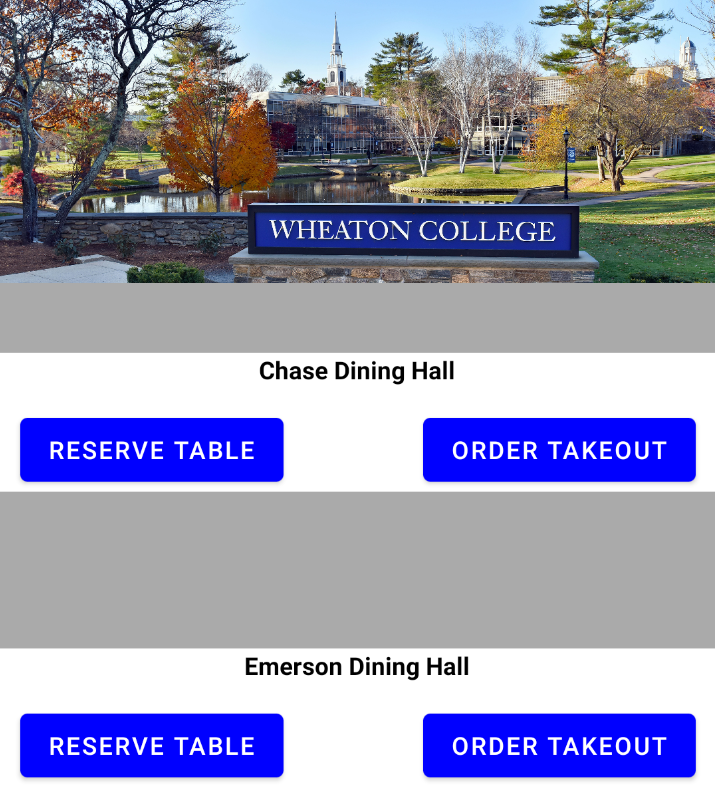 WHEATON COLLEGE
Chase Dining Hall
RESERVE TABLE
ORDER TAKEOUT
Emerson Dining Hall
RESERVE TABLE
ORDER TAKEOUT